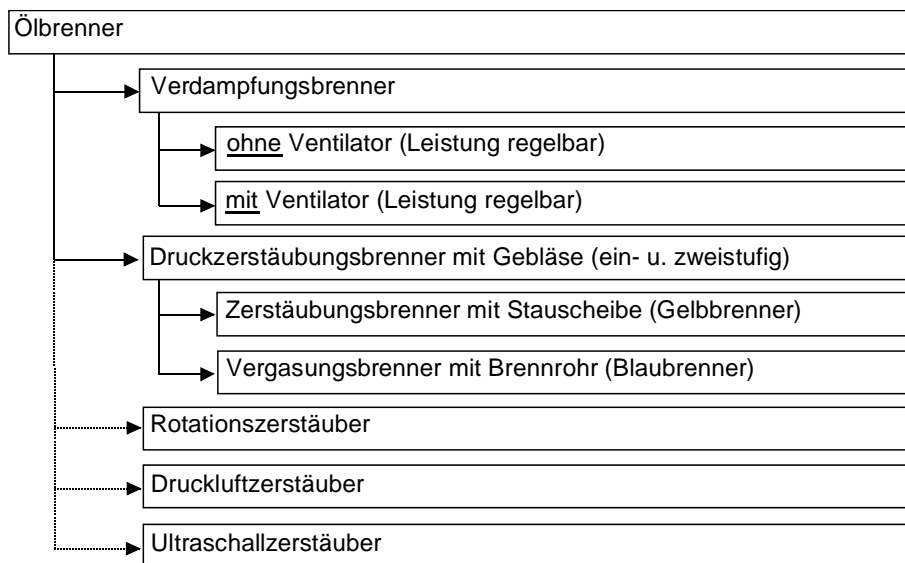 Ölbrenner
Verdampfungsbrenner
ohne Ventilator (Leistung regelbar)
mit Ventilator (Leistung regelbar)
Druckzerstäubungsbrenner mit Gebläse (ein- u. zweistufig)
Zerstäubungsbrenner mit Stauscheibe (Gelbbrenner)
Vergasungsbrenner mit Brennrohr (Blaubrenner)
Rotationszerstäuber
Druckluftzerstäuber
Ultraschallzerstäuber